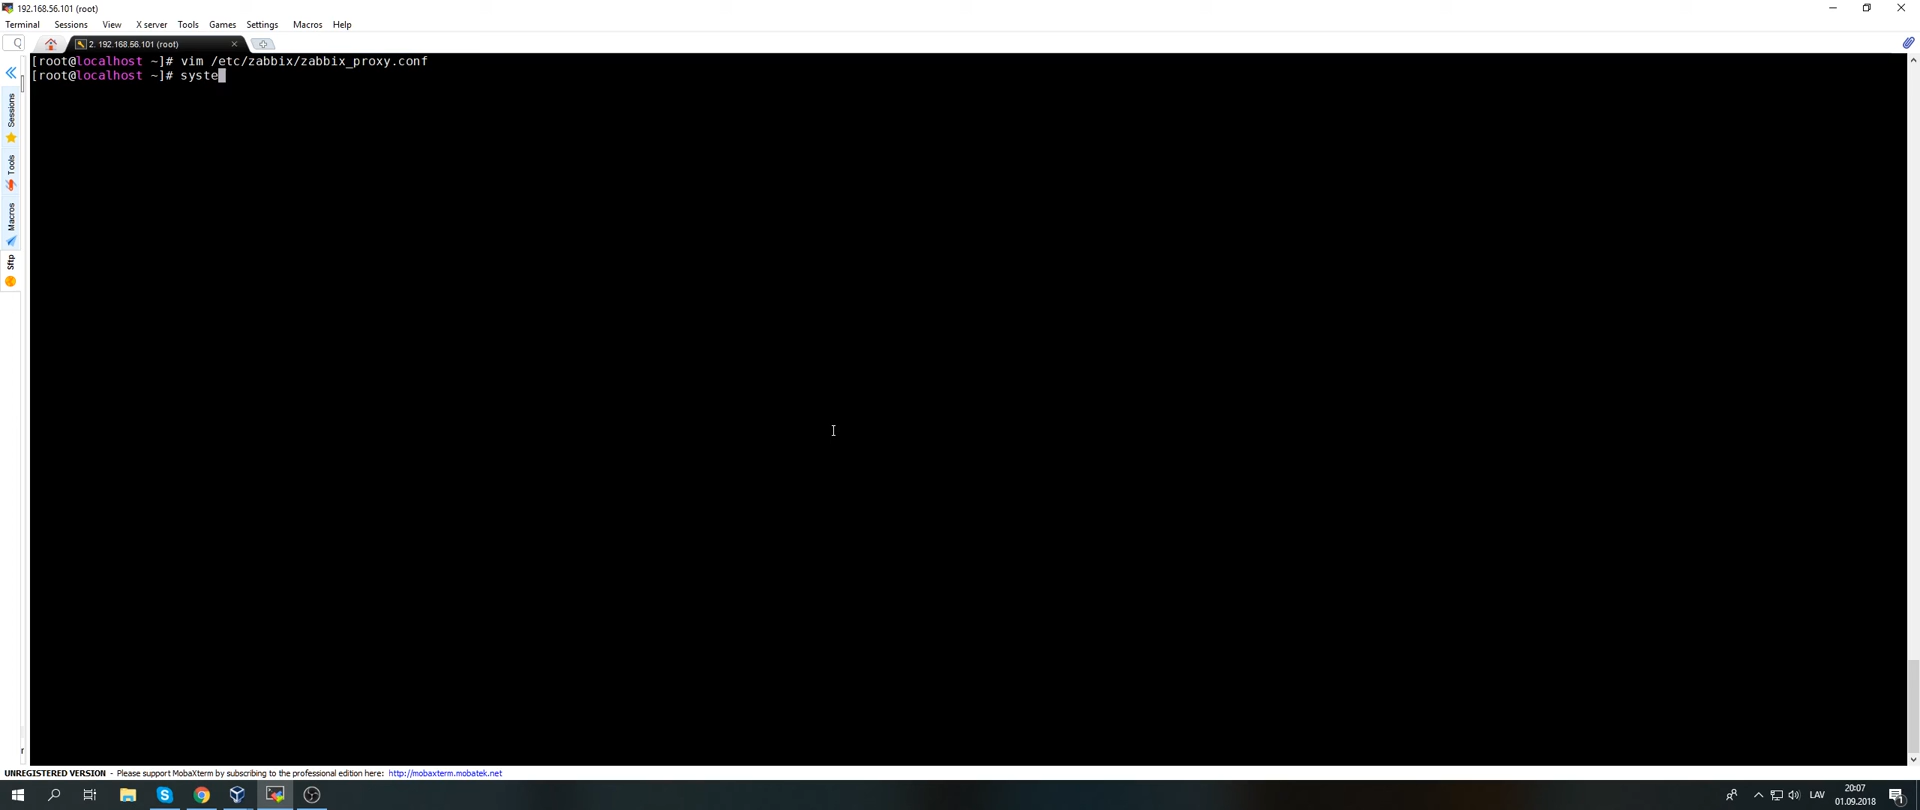 192.168.56.101 (root)
Terminal Sessions View X server Tools Games Settings Macros Help
2. 192.168.56.101 (root)
[root@localhost ~]# vim /etc/zabbix/zabbix_proxy.conf
[root@localhost ~]# syste
Sessions
Tools
Macros
Sftp
UNREGISTERED VERSION - Please support MobaXterm by subscribing to the professional edition here: http://mobaxterm.mobatek.net
LAV
20:07
01.09.2018
1